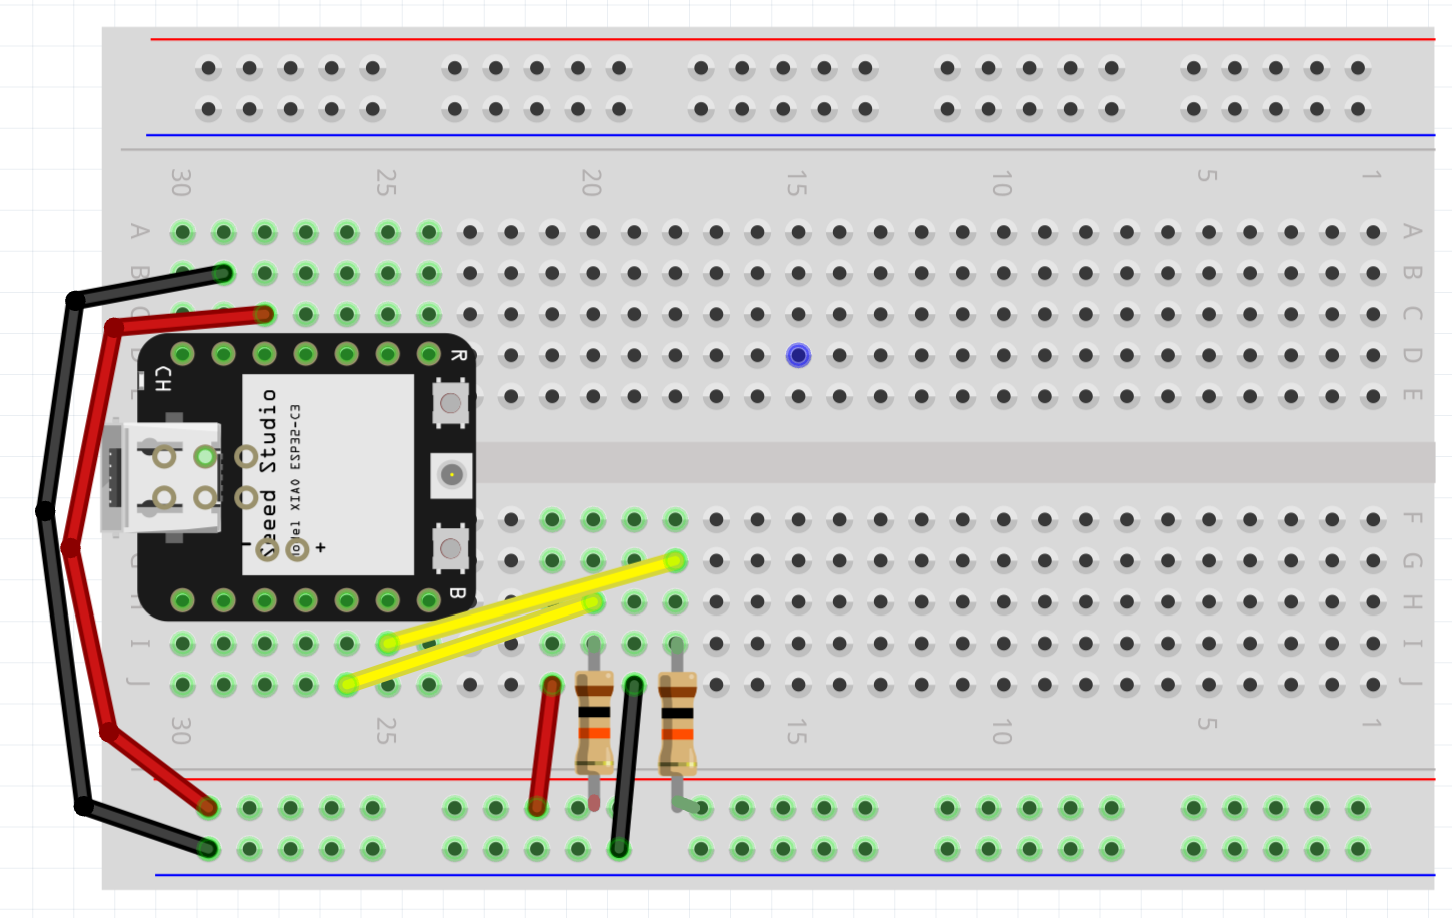 30 25 20 15 10 5 1
A A
B B
C C
D D
E E
R
CH
Seeed Studio
Model XIAO ESP32-C3
- +
B
F F
G G
H H
I I
J J
30 25 15 10 5 1